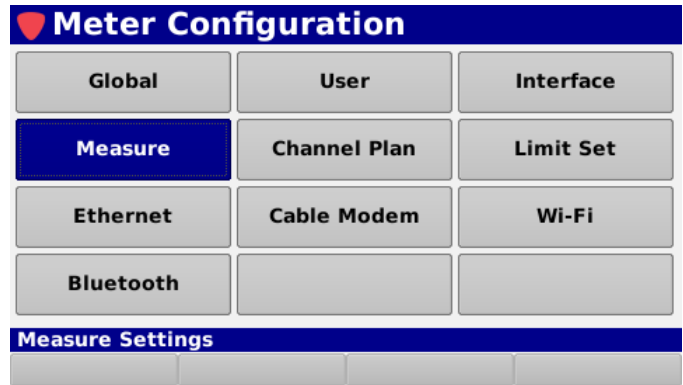 Meter Configuration
Global User Interface
Measure Channel Plan Limit Set
Ethernet Cable Modem Wi-Fi
Bluetooth
Measure Settings